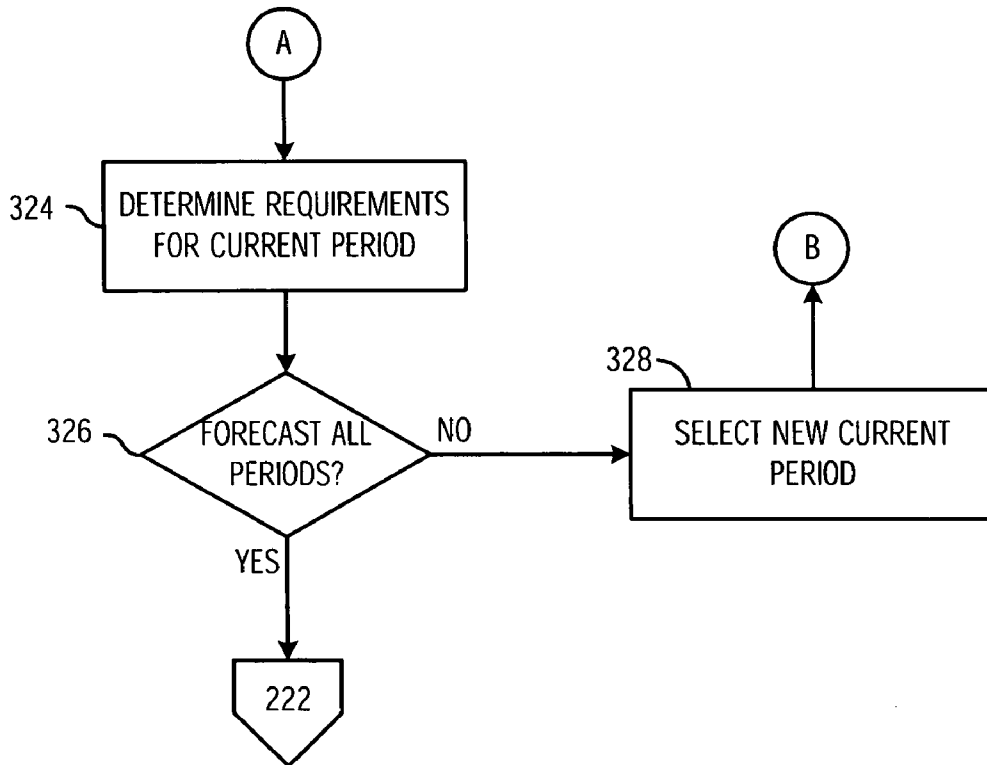 A
324
DETERMINE REQUIREMENTS
FOR CURRENT PERIOD
B
328
326
FORECAST ALL
PERIODS?
NO
SELECT NEW CURRENT
PERIOD
YES
222